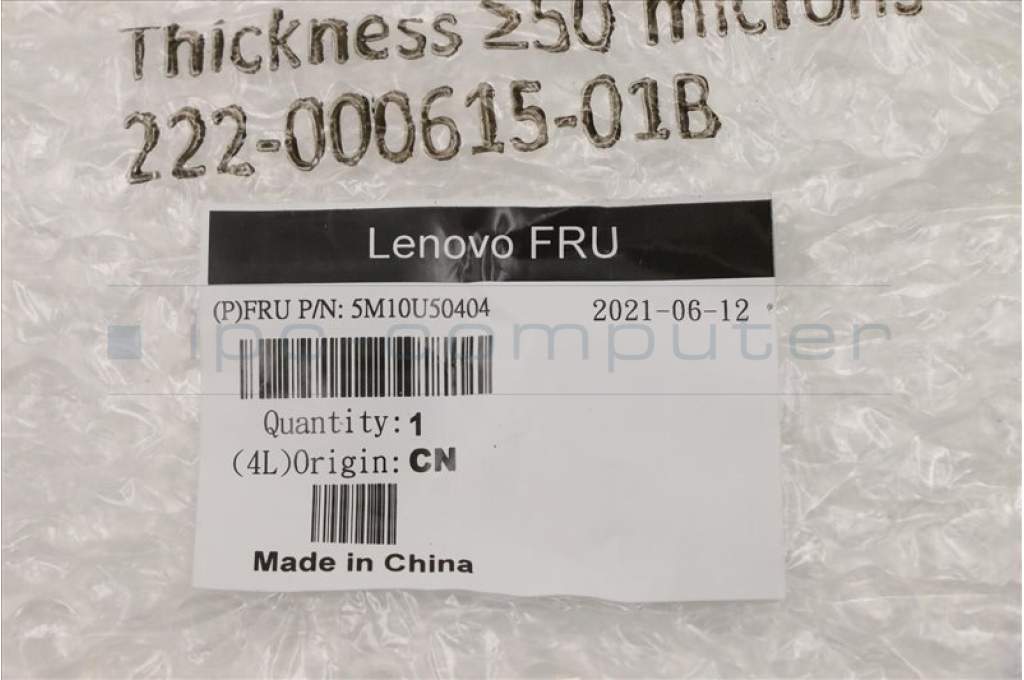 Thickness ≥50 microns
222-000615-01B
Lenovo FRU
(P)FRU P/N: 5M10U50404
2021-06-12
ipc computer
Quantity:1
(4L)Origin: CN
Made in China